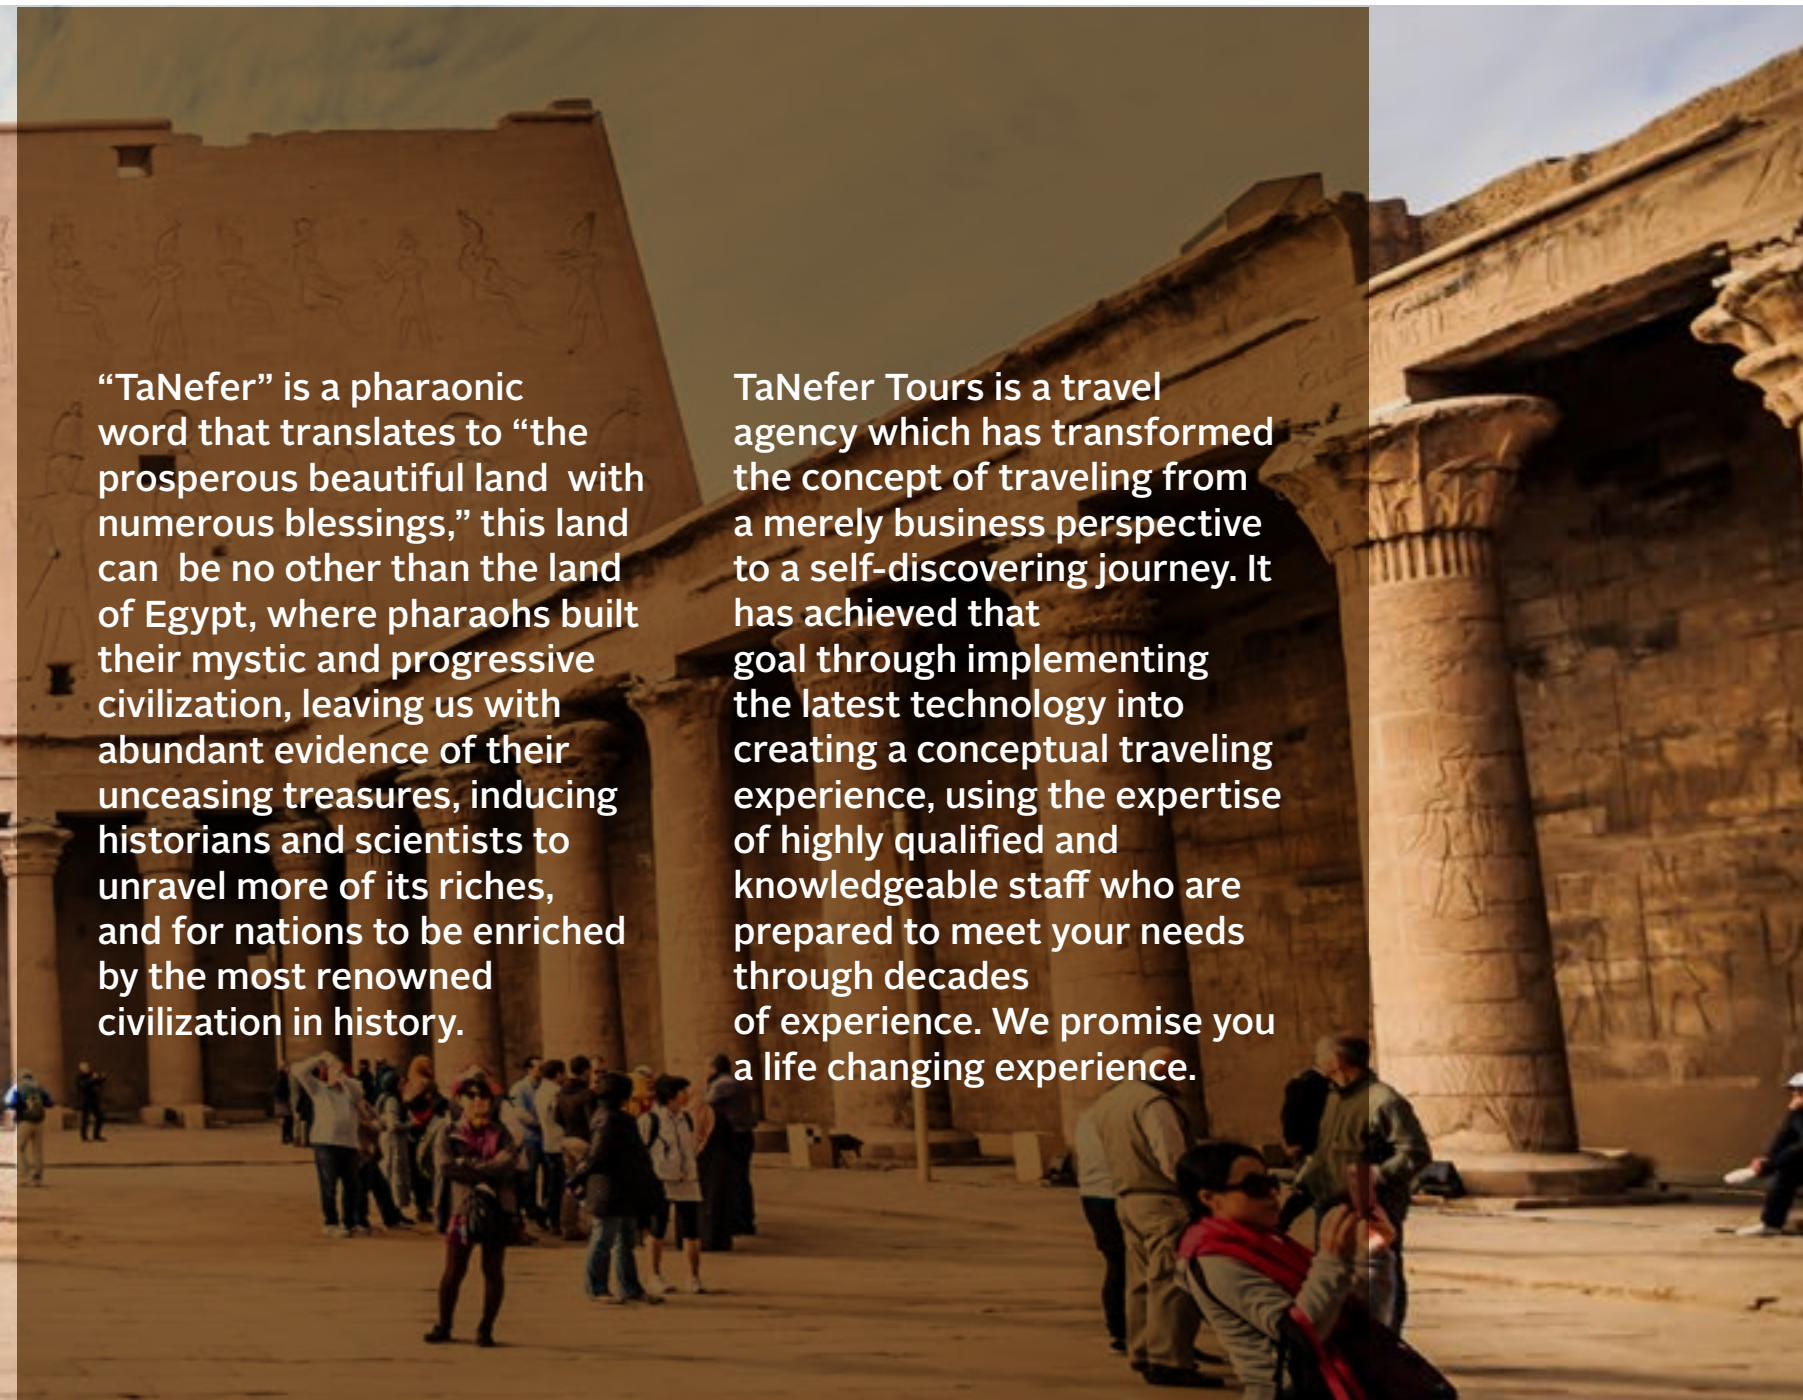 “TaNefer” is a pharaonic
word that translates to “the
prosperous beautiful land  with
numerous blessings,” this land
can  be no other than the land
of Egypt, where pharaohs built
their mystic and progressive
civilization, leaving us with
abundant evidence of their
unceasing treasures, inducing
historians and scientists to
unravel more of its riches,
and for nations to be enriched
by the most renowned
civilization in history.
TaNefer Tours is a travel
agency which has transformed
the concept of traveling from
a merely business perspective
to a self-discovering journey. It
has achieved that
goal through implementing
the latest technology into
creating a conceptual traveling
experience, using the expertise
of highly qualified and
knowledgeable staff who are
prepared to meet your needs
through decades
of experience. We promise you
a life changing experience.